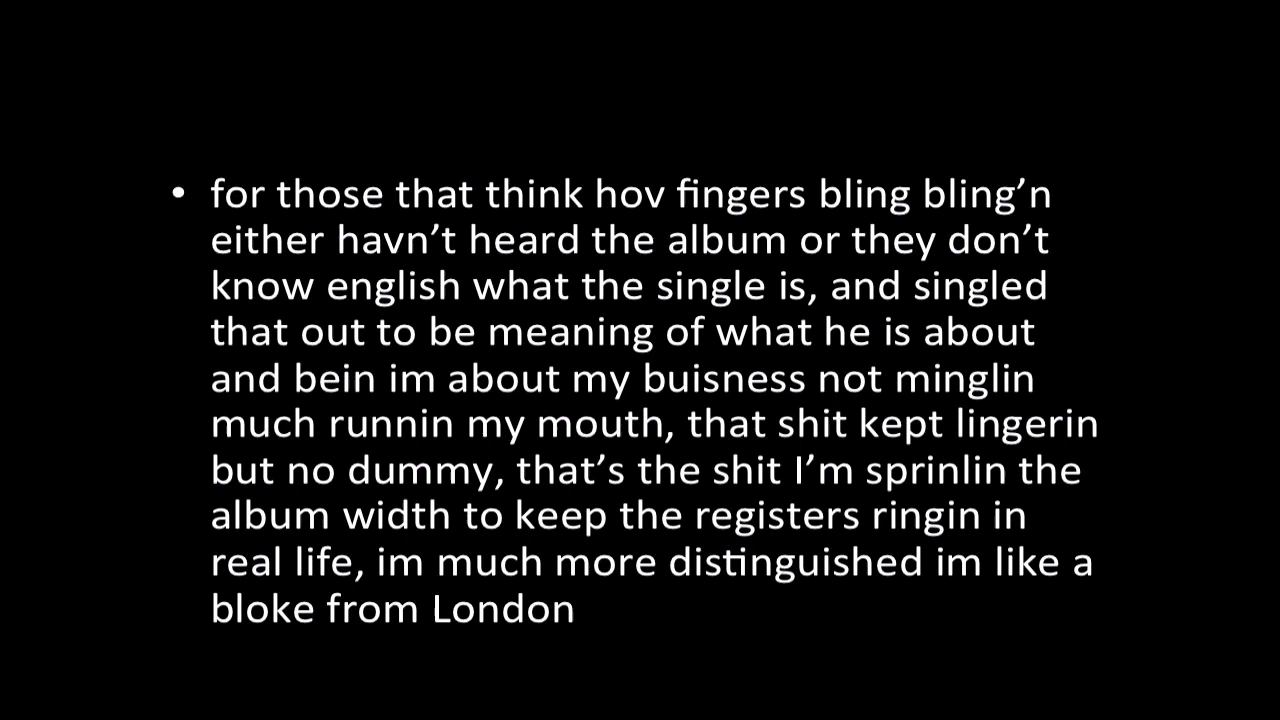 • for those that think hov fingers bling bling’n
either havn’t heard the album or they don’t
know english what the single is, and singled
that out to be meaning of what he is about
and bein im about my buisness not minglin
much runnin my mouth, that shit kept lingerin
but no dummy, that’s the shit I’m sprinlin the
album width to keep the registers ringin in
real life, im much more distinguished im like a
bloke from London